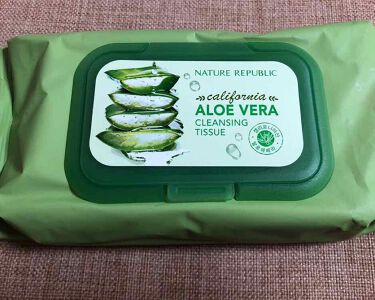 NATURE REPUBLIC
california
ALOE VERA
CLEANSING
TISSUE